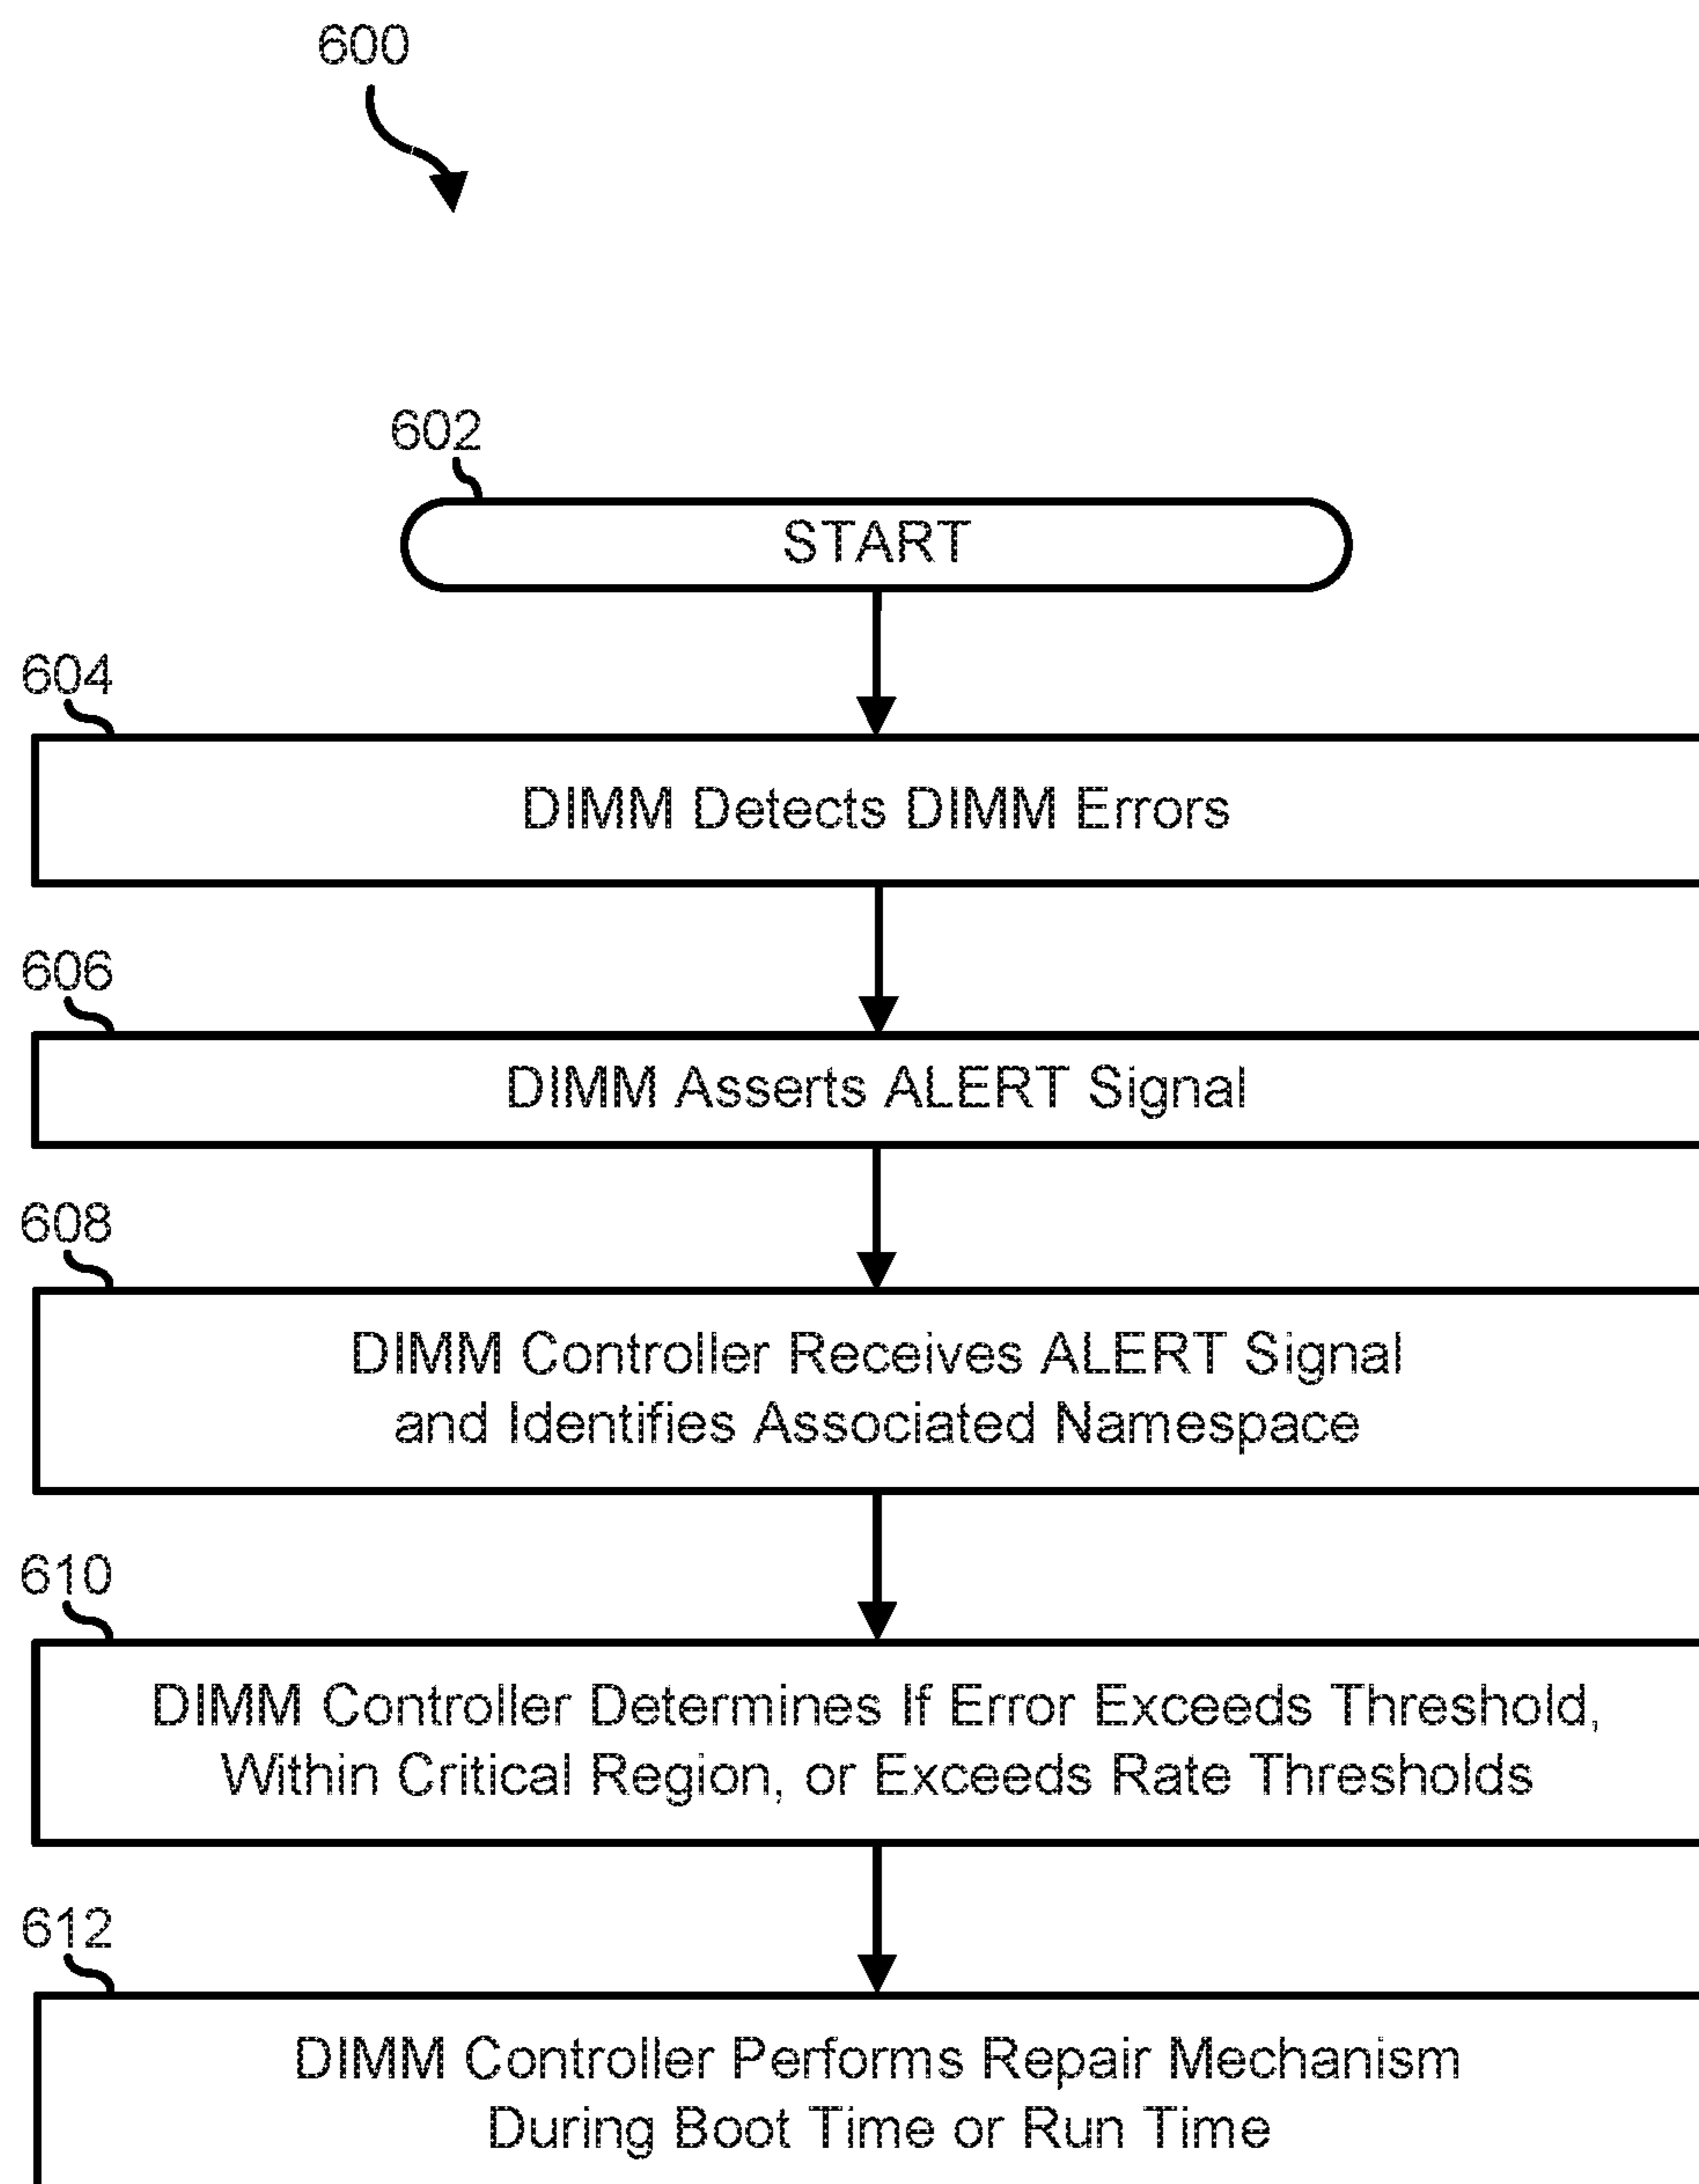 600
602
START
604
DIMM Detects DIMM Errors
606
DIMM Asserts ALERT Signal
608
DIMM Controller Receives ALERT Signal
and Identifies Associated Namespace
610
DIMM Controller Determines If Error Exceeds Threshold,
Within Critical Region, or Exceeds Rate Thresholds
612
DIMM Controller Performs Repair Mechanism
During Boot Time or Run Time